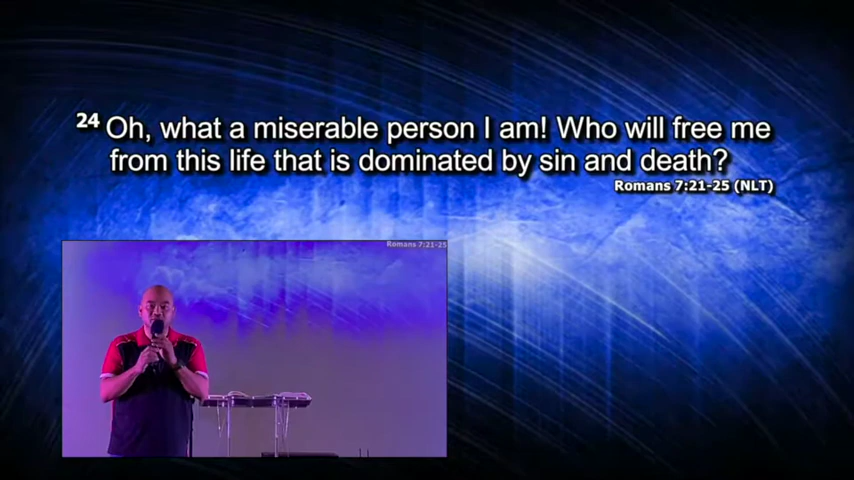 24 Oh, what a miserable person I am! Who will free me
from this life that is dominated by sin and death?
Romans 7:21-25 (NLT)
Romans 7:21-25